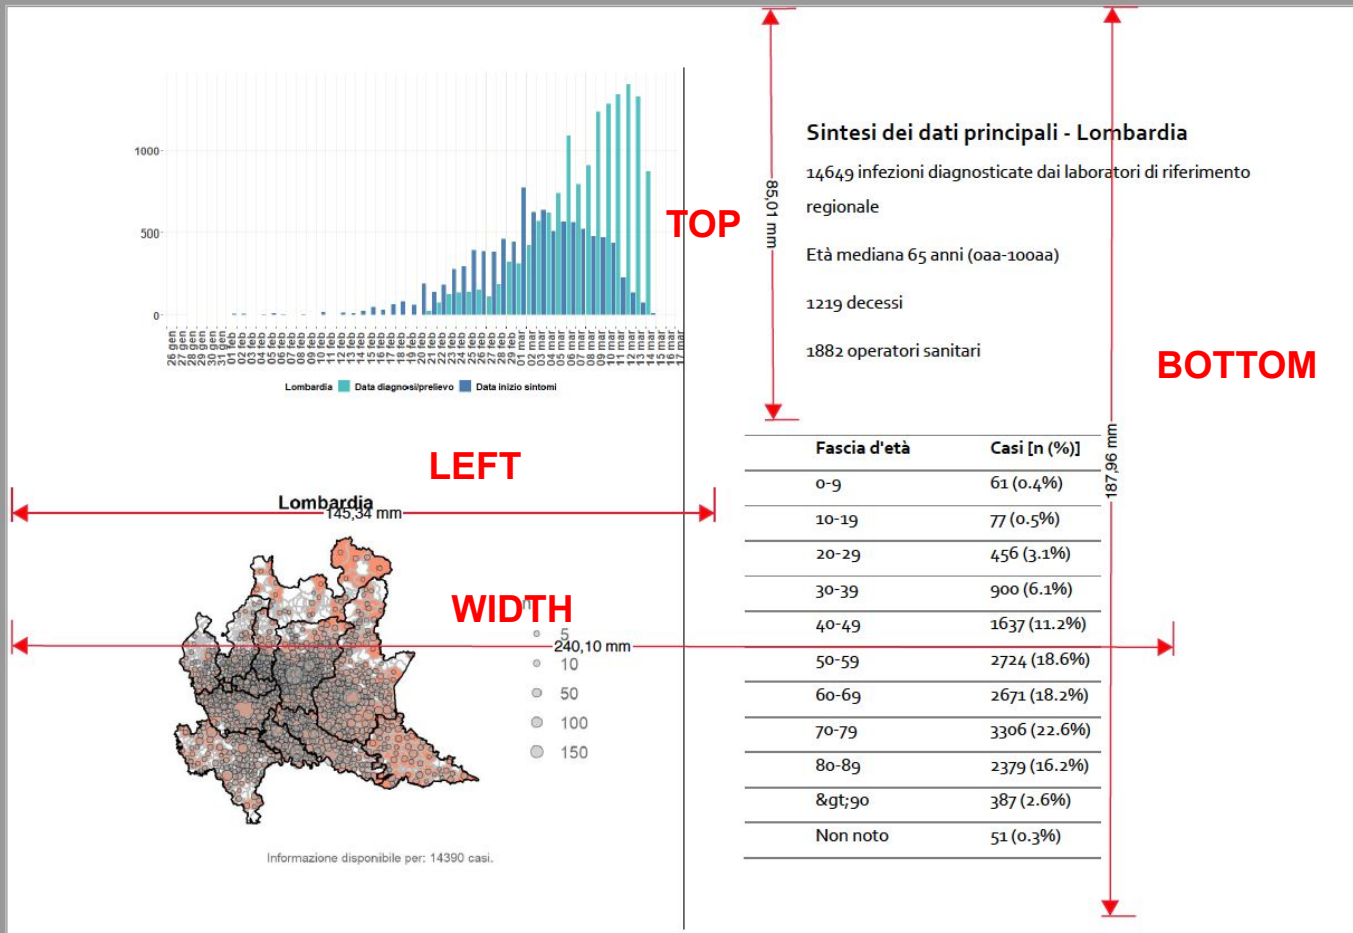 1000
500
0
26 gen
27 gen
28 gen
29 gen
30 gen
31 gen
01 feb
02 feb
03 feb
04 feb
05 feb
06 feb
07 feb
08 feb
09 feb
10 feb
11 feb
12 feb
13 feb
14 feb
15 feb
16 feb
17 feb
18 feb
19 feb
20 feb
21 feb
22 feb
23 feb
24 feb
25 feb
26 feb
27 feb
28 feb
29 feb
01 mar
02 mar
03 mar
04 mar
05 mar
06 mar
07 mar
08 mar
09 mar
10 mar
11 mar
12 mar
13 mar
14 mar
15 mar
16 mar
17 mar
Lombardia Data diagnosi/prelievo Data inizio sintomi
TOP
85,01 mm
Sintesi dei dati principali - Lombardia
14649 infezioni diagnosticate dai laboratori di riferimento
regionale
Età mediana 65 anni (0aa-100aa)
1219 decessi
1882 operatori sanitari
BOTTOM
187,96 mm
LEFT
Lombardia
145,34 mm
WIDTH
240,10 mm
5
10
50
100
150
Informazione disponibile per: 14390 casi.
Fascia d'età Casi [n (%)]
0-9 61 (0.4%)
10-19 77 (0.5%)
20-29 456 (3.1%)
30-39 900 (6.1%)
40-49 1637 (11.2%)
50-59 2724 (18.6%)
60-69 2671 (18.2%)
70-79 3306 (22.6%)
80-89 2379 (16.2%)
&gt;90 387 (2.6%)
Non noto 51 (0.3%)